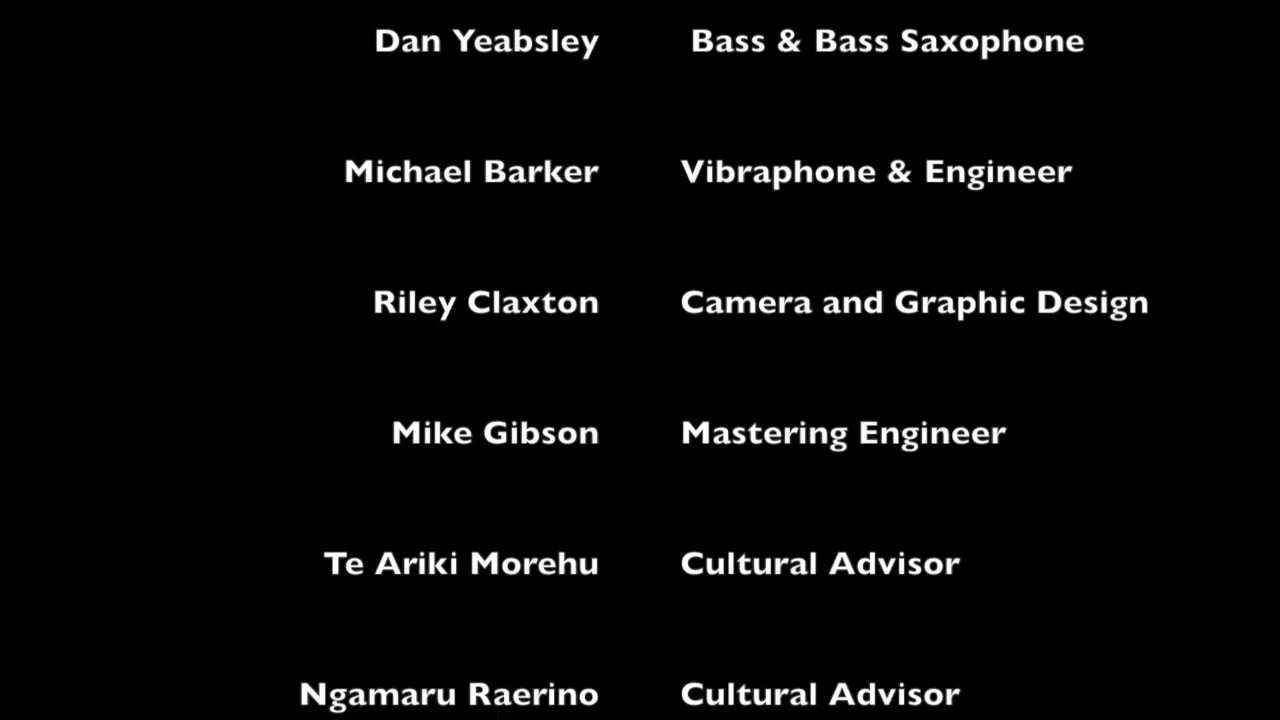 Dan Yeabsley Bass & Bass Saxophone
Michael Barker Vibraphone & Engineer
Riley Claxton Camera and Graphic Design
Mike Gibson Mastering Engineer
Te Ariki Morehu Cultural Advisor
Ngamaru Raerino Cultural Advisor